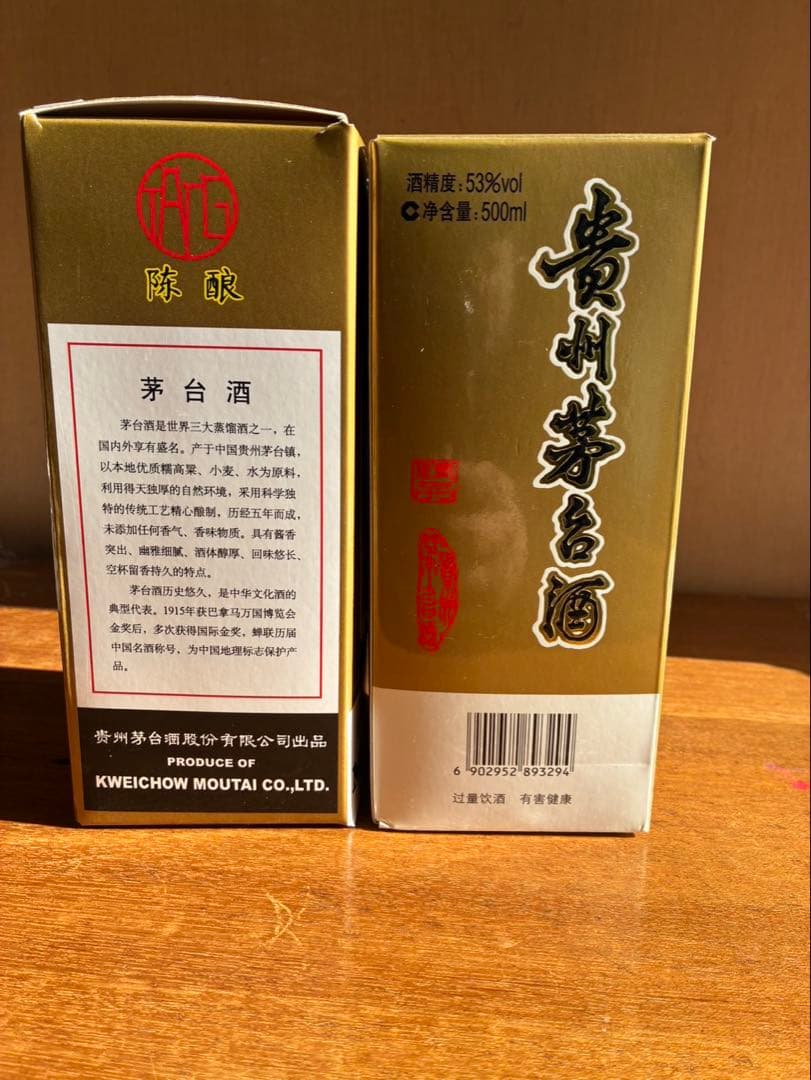 陈酿
茅台酒
茅台酒是世界三大蒸馏酒之一，在
国内外享有盛名。产于中国贵州茅台镇，
以本地优质糯高粱、小麦、水为原料，
利用得天独厚的自然环境，采用科学独
特的传统工艺精心酿制，历经五年而成，
未添加任何香气、香味物质。具有酱香
突出、幽雅细腻、酒体醇厚、回味悠长、
空杯留香持久的特点。
茅台酒历史悠久，是中华文化酒的
典型代表。1915年获巴拿马万国博览会
金奖后，多次获得国际金奖，蝉联历届
中国名酒称号，为中国地理标志保护产
品。
贵州茅台酒股份有限公司出品
PRODUCE OF
KWEICHOW MOUTAI CO.,LTD.
酒精度：53%vol
净含量：500ml
貴州茅台酒
6 902952 893294
过量饮酒 有害健康